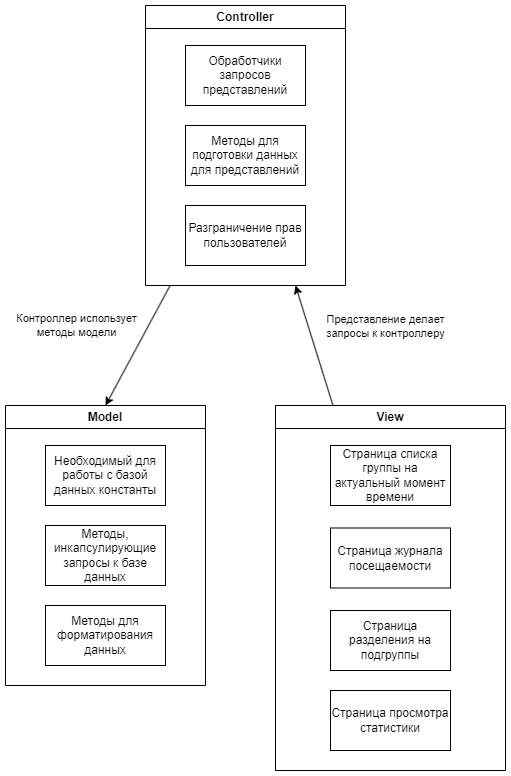 Controller
Обработчики
запросов
представлений
Методы для
подготовки данных
для представлений
Разграничение прав
пользователей
Контроллер использует
методы модели
Представление делает
запросы к контроллеру
Model
Необходимый для
работы с базой
данных константы
Методы,
инкапсулирующие
запросы к базе
данных
Методы для
форматирования
данных
View
Страница списка
группы на
актуальный момент
времени
Страница журнала
посещаемости
Страница
разделения на
подгруппы
Страница просмотра
статистики